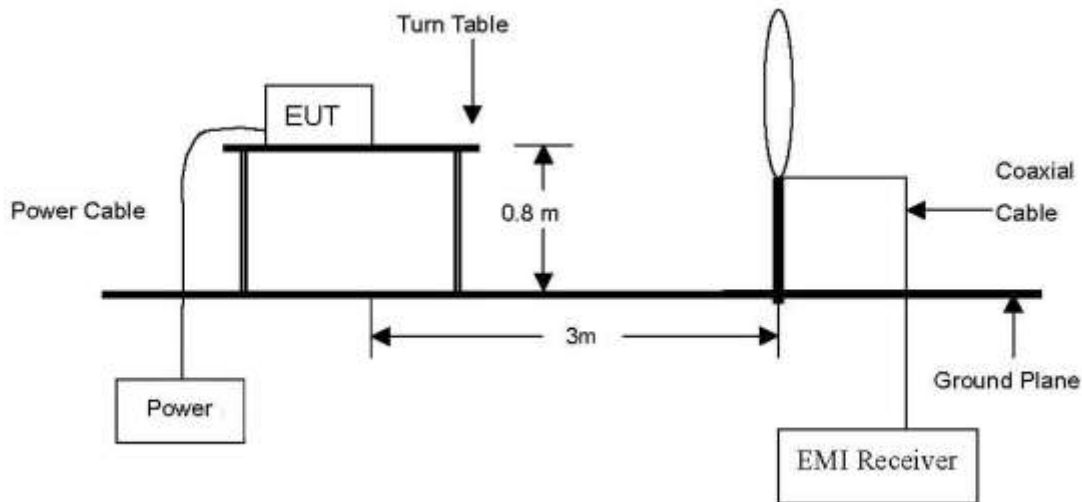 Turn Table
EUT
Power Cable
0.8 m
Coaxial
Cable
3m
Ground Plane
Power
EMI Receiver